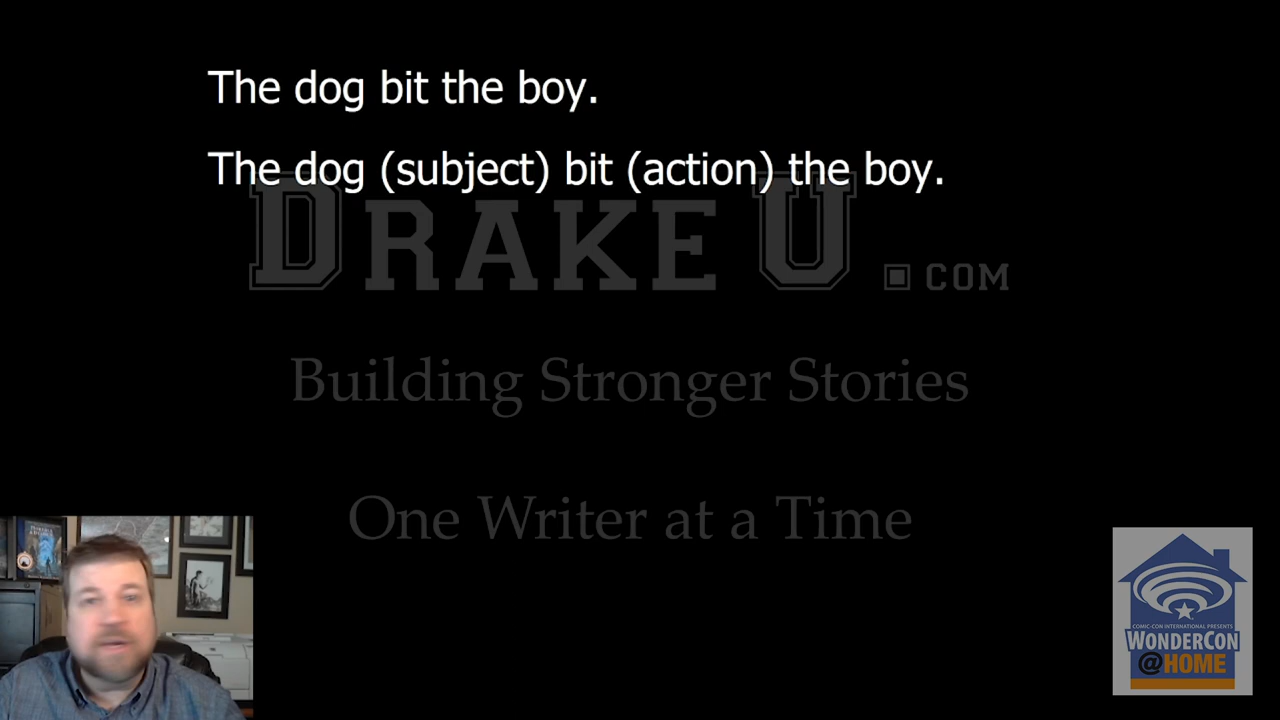 The dog bit the boy.
The dog (subject) bit (action) the boy.
DRAKE U .COM
Building Stronger Stories
One Writer at a Time
COMIC-CON INTERNATIONAL PRESENTS
WONDERCON
@HOME